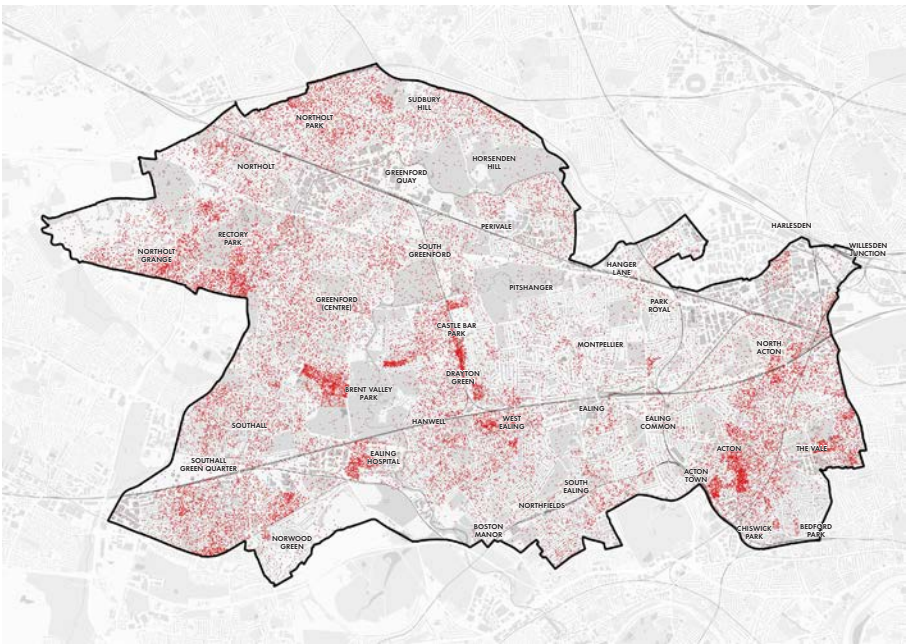 SUDBURY
HILL
NORTHOLT
PARK
HORSENDEN
HILL
NORTHOLT
GREENFORD
QUAY
PERIVALE
HARLESDEN
RECTORY
PARK
WILLESDEN
JUNCTION
NORTHOLT
GRANGE
SOUTH
GREENFORD
HANGER
LANE
PITSHANGER
GREENFORD
(CENTRE)
PARK
ROYAL
CASTLE BAR
PARK
MONTPELLIER
NORTH
ACTON
DRAYTON
GREEN
BRENT VALLEY
PARK
EALING
SOUTHALL
HANWELL
WEST
EALING
EALING
COMMON
ACTON
THE VALE
EALING
HOSPITAL
SOUTHALL
GREEN QUARTER
ACTON
TOWN
SOUTH
EALING
NORTHFIELDS
BOSTON
MANOR
CHISWICK
PARK
BEDFORD
PARK
NORWOOD
GREEN